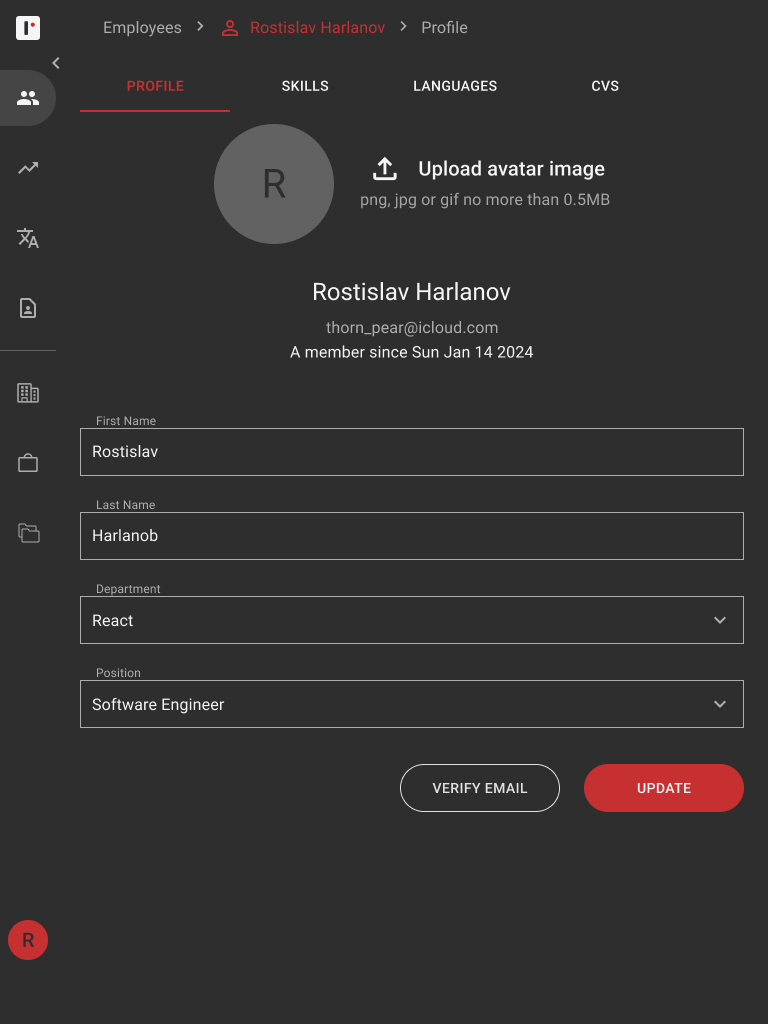 Employees > Rostislav Harlanov > Profile
PROFILE SKILLS LANGUAGES CVS
R
Upload avatar image
png, jpg or gif no more than 0.5MB
Rostislav Harlanov
thorn_pear@icloud.com
A member since Sun Jan 14 2024
First Name
Rostislav
Last Name
Harlanob
Department
React
Position
Software Engineer
VERIFY EMAIL UPDATE
R